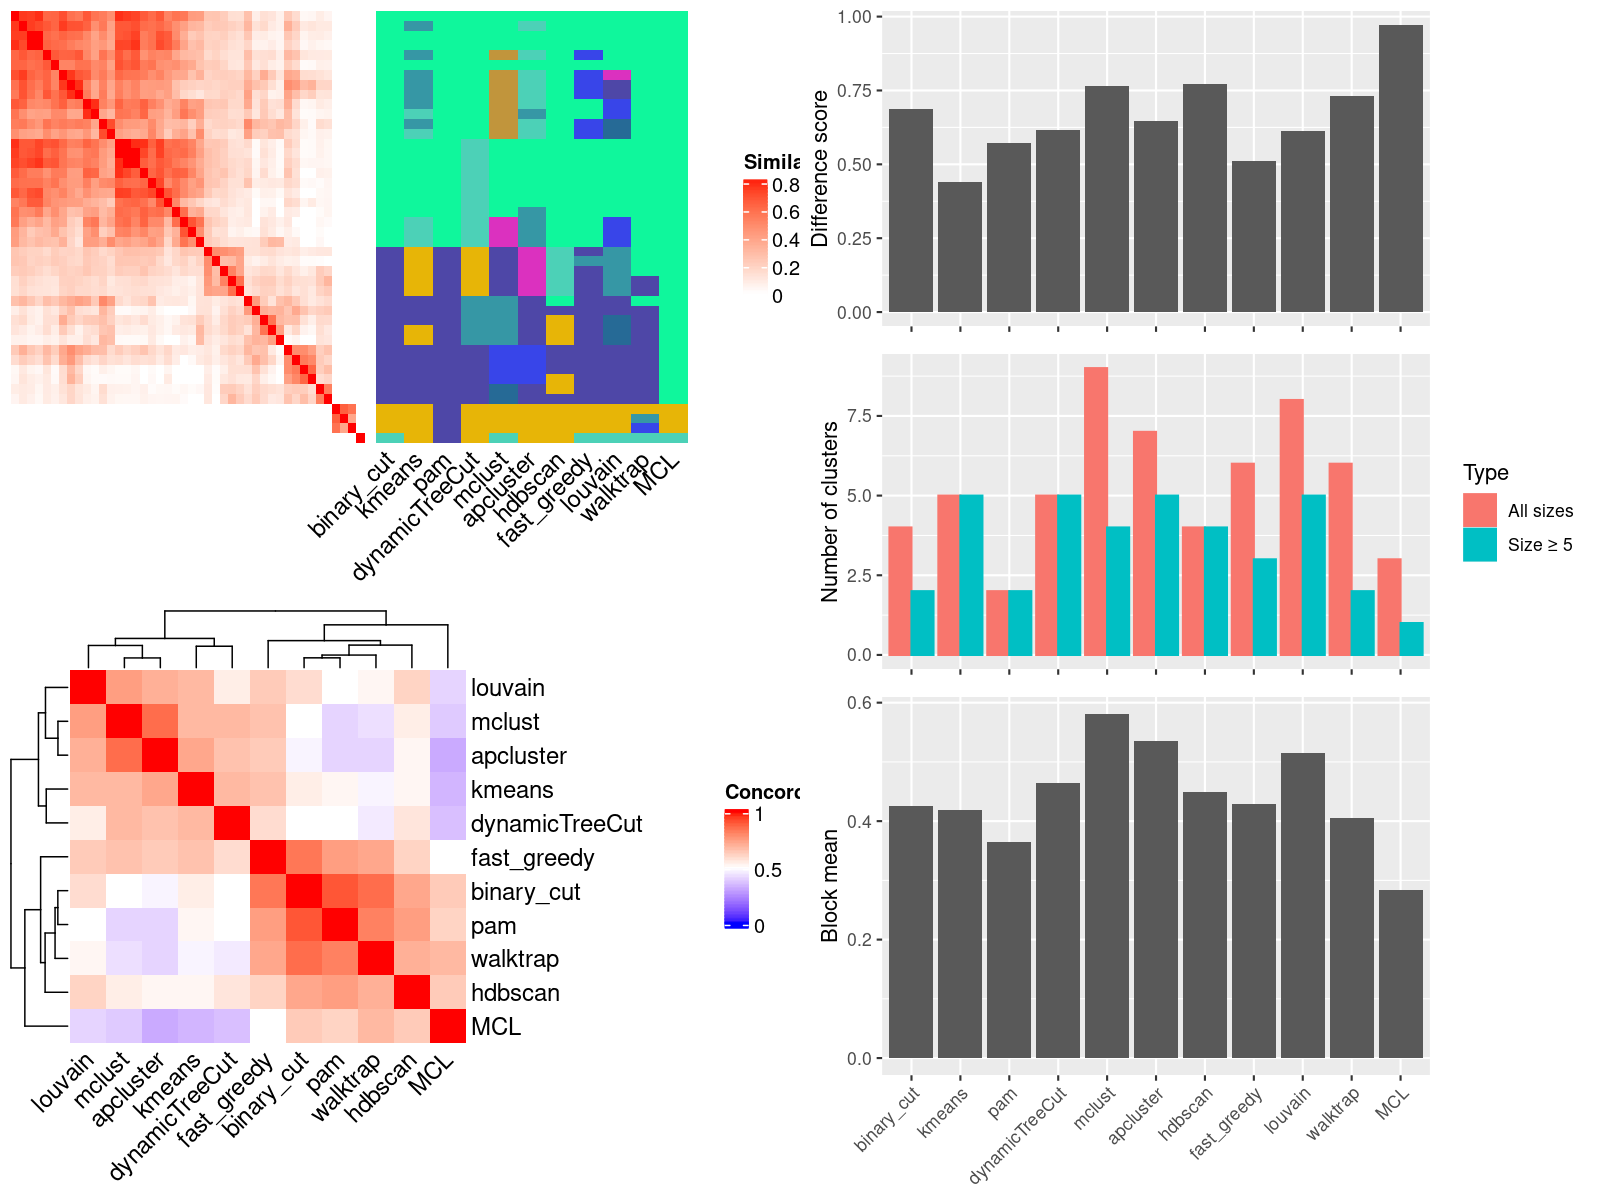 Simila
0.8
0.6
0.4
0.2
0
binary_cut
kmeans
pam
dynamicTreeCut
mclust
apcluster
hdbscan
fast_greedy
louvain
walktrap
MCL
louvain
mclust
apcluster
kmeans
dynamicTreeCut
fast_greedy
binary_cut
pam
walktrap
hdbscan
MCL
louvain
mclust
apcluster
kmeans
dynamicTreeCut
fast_greedy
binary_cut
pam
walktrap
hdbscan
MCL
Concord
1
0.5
0
Difference score
1.00
0.75
0.50
0.25
0.00
Number of clusters
7.5
5.0
2.5
0.0
Type
All sizes
Size ≥ 5
Block mean
0.6
0.4
0.2
0.0
binary_cut
kmeans
pam
dynamicTreeCut
mclust
apcluster
hdbscan
fast_greedy
louvain
walktrap
MCL